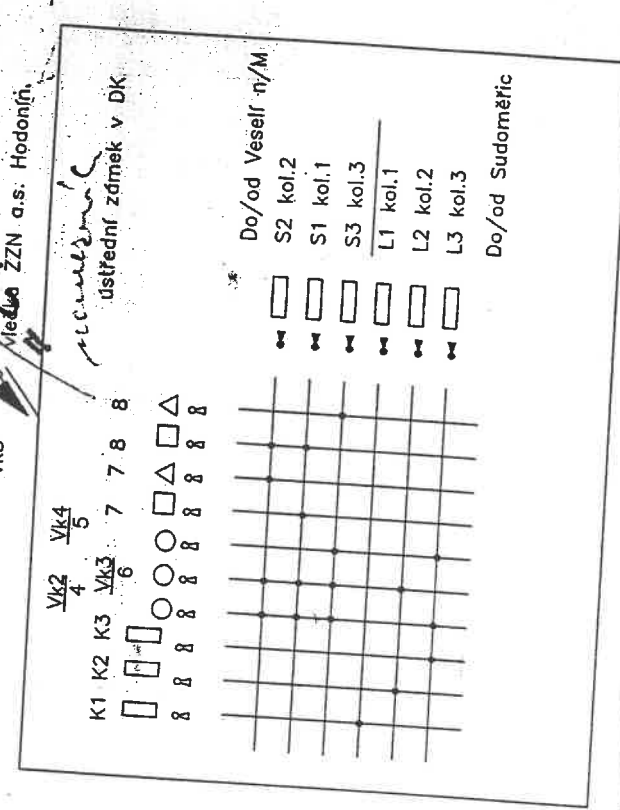 Vlečka ZZN a.s. Hodonín.
Vk2 Vk4
K1 K2 K3 4 Vk3 6 5 7 7 8 8
ústřední zámek v DK
Do/od Veselí n/M
S2 kol.2
S1 kol.1
S3 kol.3
L1 kol.1
L2 kol.2
L3 kol.3
Do/od Sudoměřic